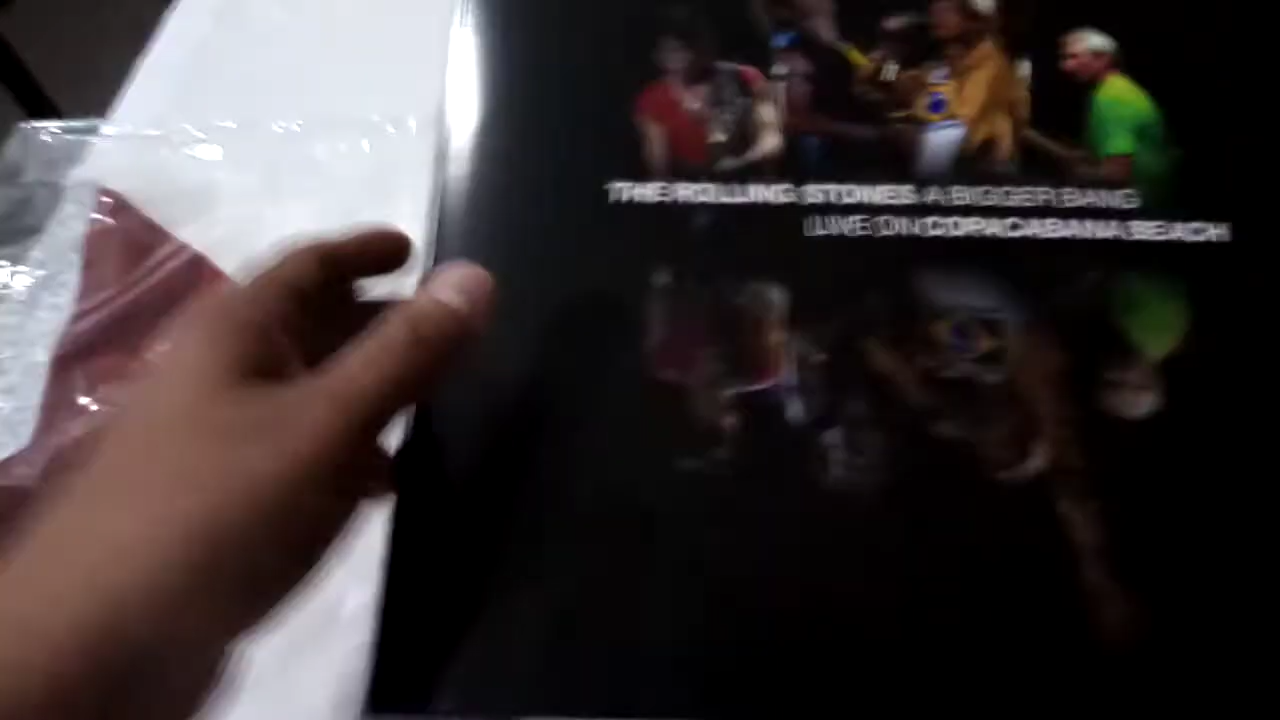 THE ROLLING STONES A BIGGER BANG
LIVE ON COPACABANA BEACH